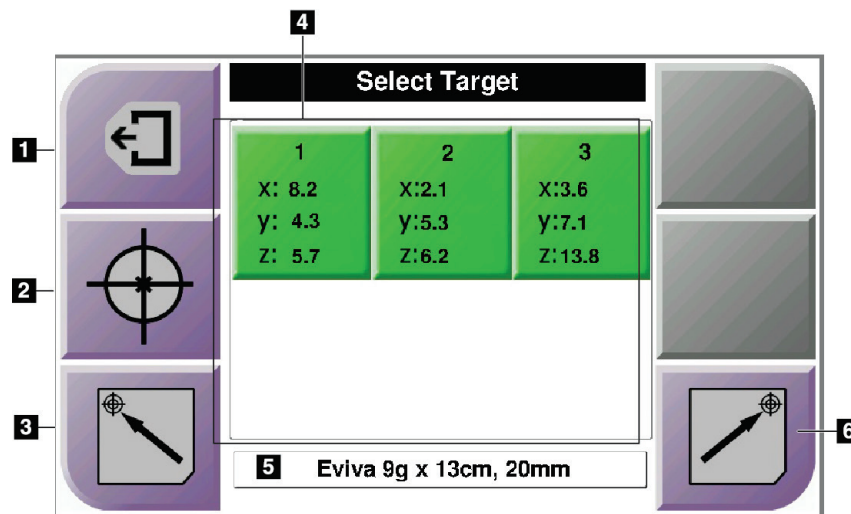 4
Select Target
1
1 2 3
x: 8.2 x:2.1 x:3.6
y: 4.3 y:5.3 y:7.1
z: 5.7 z:6.2 z:13.8
2
3
6
5 Eviva 9g x 13cm, 20mm